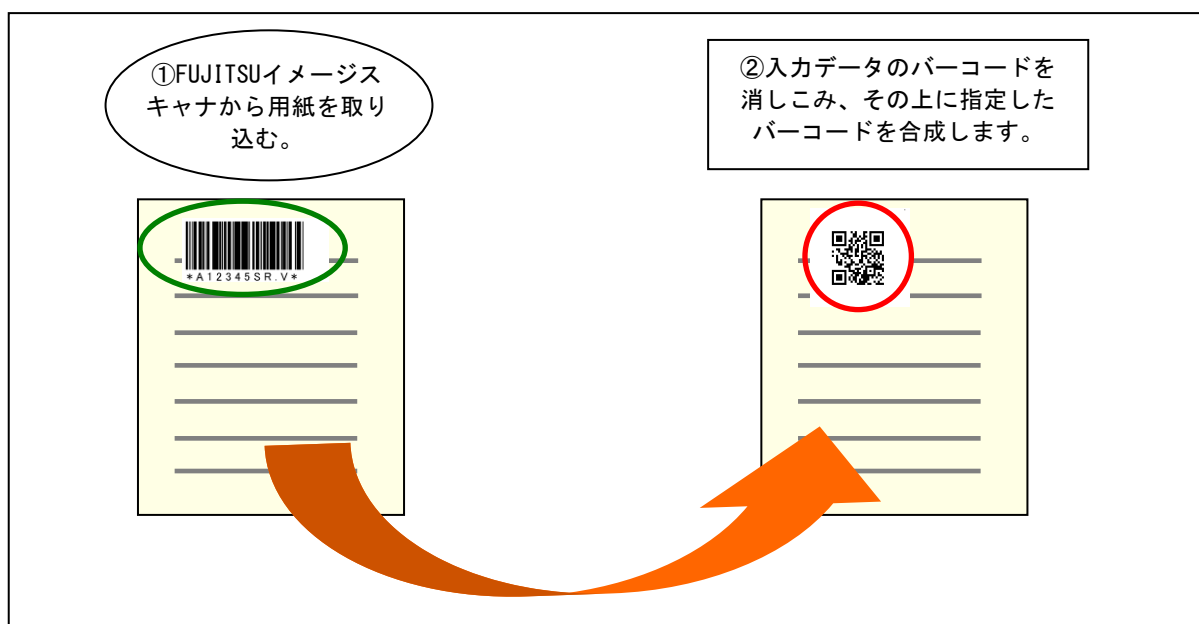 ①FUJITSUイメージス
キャナから用紙を取り
込む。
②入力データのバーコードを
消しこみ、その上に指定した
バーコードを合成します。
*A12345SR.V*